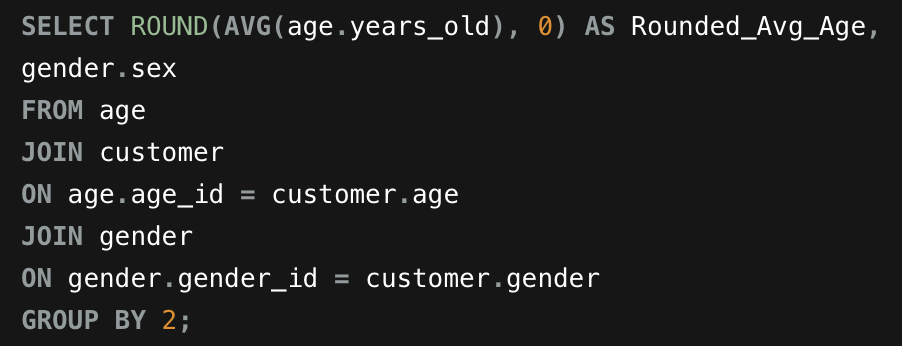 SELECT ROUND(AVG(age.years_old), 0) AS Rounded_Avg_Age,
gender.sex
FROM age
JOIN customer
ON age.age_id = customer.age
JOIN gender
ON gender.gender_id = customer.gender
GROUP BY 2;